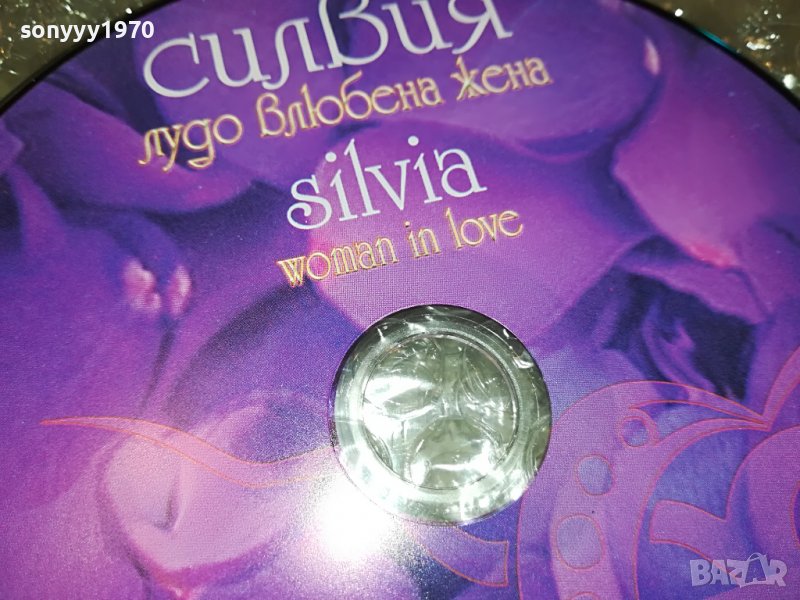 sonyyy1970
силвия
лудо влюбена жена
silvia
woman in love
BAZAR